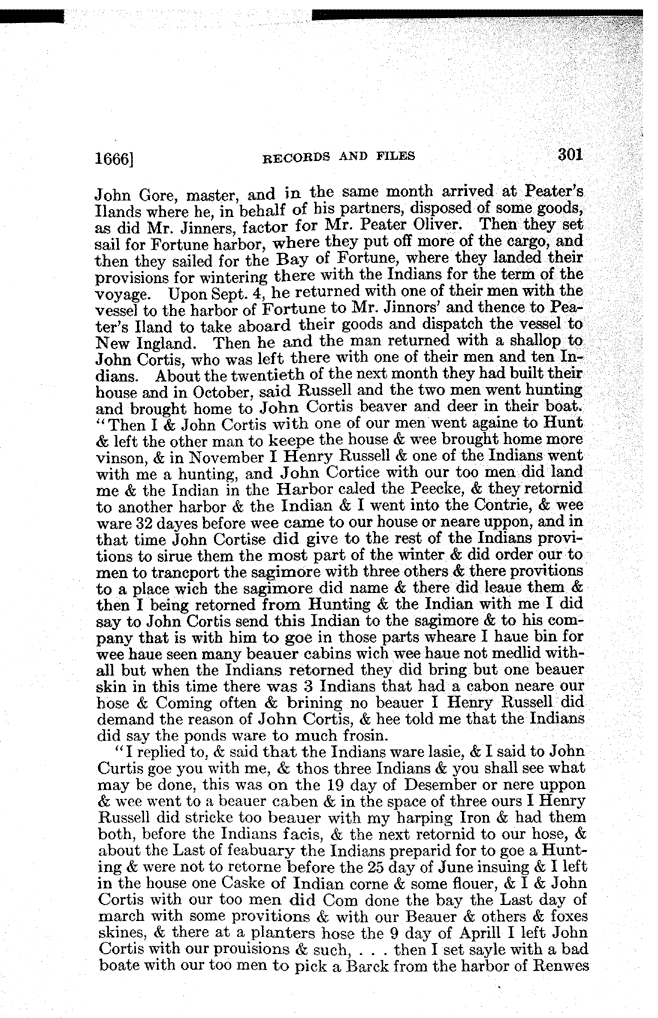 1666] RECORDS AND FILES 301
John Gore, master, and in the same month arrived at Peater's
Ilands where he, in behalf of his partners, disposed of some goods,
as did Mr. Jinners, factor for Mr. Peater Oliver. Then they set
sail for Fortune harbor, where they put off more of the cargo, and
then they sailed for the Bay of Fortune, where they landed their
provisions for wintering there with the Indians for the term of the
voyage. Upon Sept. 4, he returned with one of their men with the
vessel to the harbor of Fortune to Mr. Jinnors' and thence to Pea-
ter's Iland to take aboard their goods and dispatch the vessel to
New Ingland. Then he and the man returned with a shallop to
John Cortis, who was left there with one of their men and ten In-
dians. About the twentieth of the next month they had built their
house and in October, said Russell and the two men went hunting
and brought home to John Cortis beaver and deer in their boat.
"Then I & John Cortis with one of our men went againe to Hunt
& left the other man to keepe the house & wee brought home more
vinson, & in November I Henry Russell & one of the Indians went
with me a hunting, and John Cortice with our too men did land
me & the Indian in the Harbor caled the Peecke, & they retornid
to another harbor & the Indian & I went into the Contrie, & wee
ware 32 dayes before wee came to our house or neare uppon, and in
that time John Cortise did give to the rest of the Indians provi-
tions to sirue them the most part of the winter & did order our to
men to trancport the sagimore with three others & there provitions
to a place wich the sagimore did name & there did leaue them &
then I being retorned from Hunting & the Indian with me I did
say to John Cortis send this Indian to the sagimore & to his com-
pany that is with him to goe in those parts wheare I haue bin for
wee haue seen many beauer cabins wich wee haue not medlid with-
all but when the Indians retorned they did bring but one beauer
skin in this time there was 3 Indians that had a cabon neare our
hose & Coming often & brining no beauer I Henry Russell did
demand the reason of John Cortis, & hee told me that the Indians
did say the ponds ware to much frosin.
"I replied to, & said that the Indians ware lasie, & I said to John
Curtis goe you with me, & thos three Indians & you shall see what
may be done, this was on the 19 day of Desember or nere uppon
& wee went to a beauer caben & in the space of three ours I Henry
Russell did stricke too beauer with my harping Iron & had them
both, before the Indians facis, & the next retornid to our hose, &
about the Last of feabuary the Indians preparid for to goe a Hunt-
ing & were not to retorne before the 25 day of June insuing & I left
in the house one Caske of Indian corne & some flouer, & I & John
Cortis with our too men did Com done the bay the Last day of
march with some provitions & with our Beauer & others & foxes
skines, & there at a planters hose the 9 day of Aprill I left John
Cortis with our prouisions & such, . . . then I set sayle with a bad
boate with our too men to pick a Barck from the harbor of Renwes